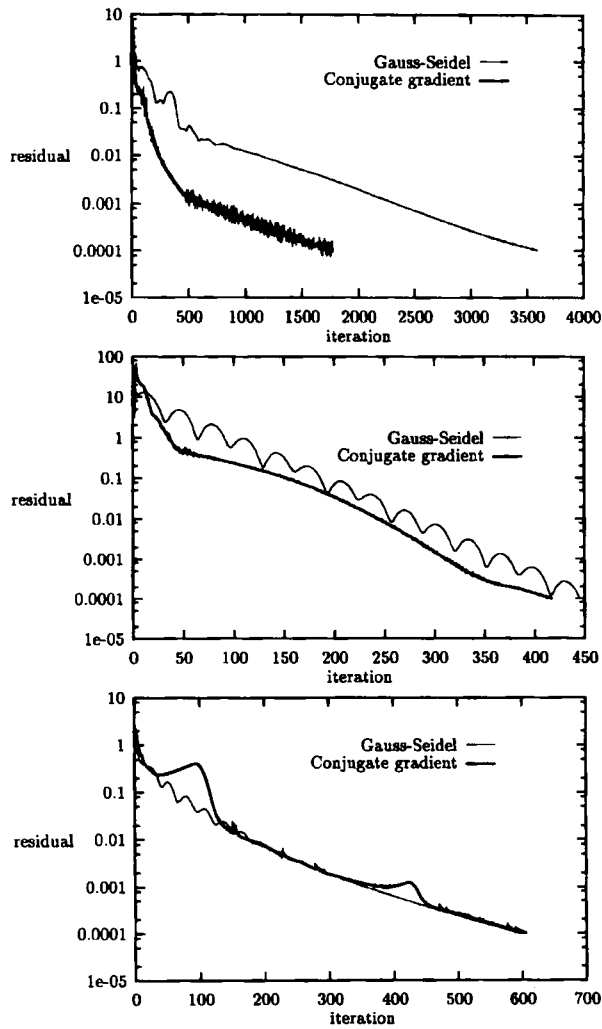 10
1
0.1
residual 0.01
0.001
0.0001
1e-05
Gauss-Seidel
Conjugate gradient
0 500 1000 1500 2000 2500 3000 3500 4000
iteration
100
10
1
residual 0.1
0.01
0.001
0.0001
1e-05
Gauss-Seidel
Conjugate gradient
0 50 100 150 200 250 300 350 400 450
iteration
10
1
0.1
residual 0.01
0.001
0.0001
1e-05
Gauss-Seidel
Conjugate gradient
0 100 200 300 400 500 600 700
iteration